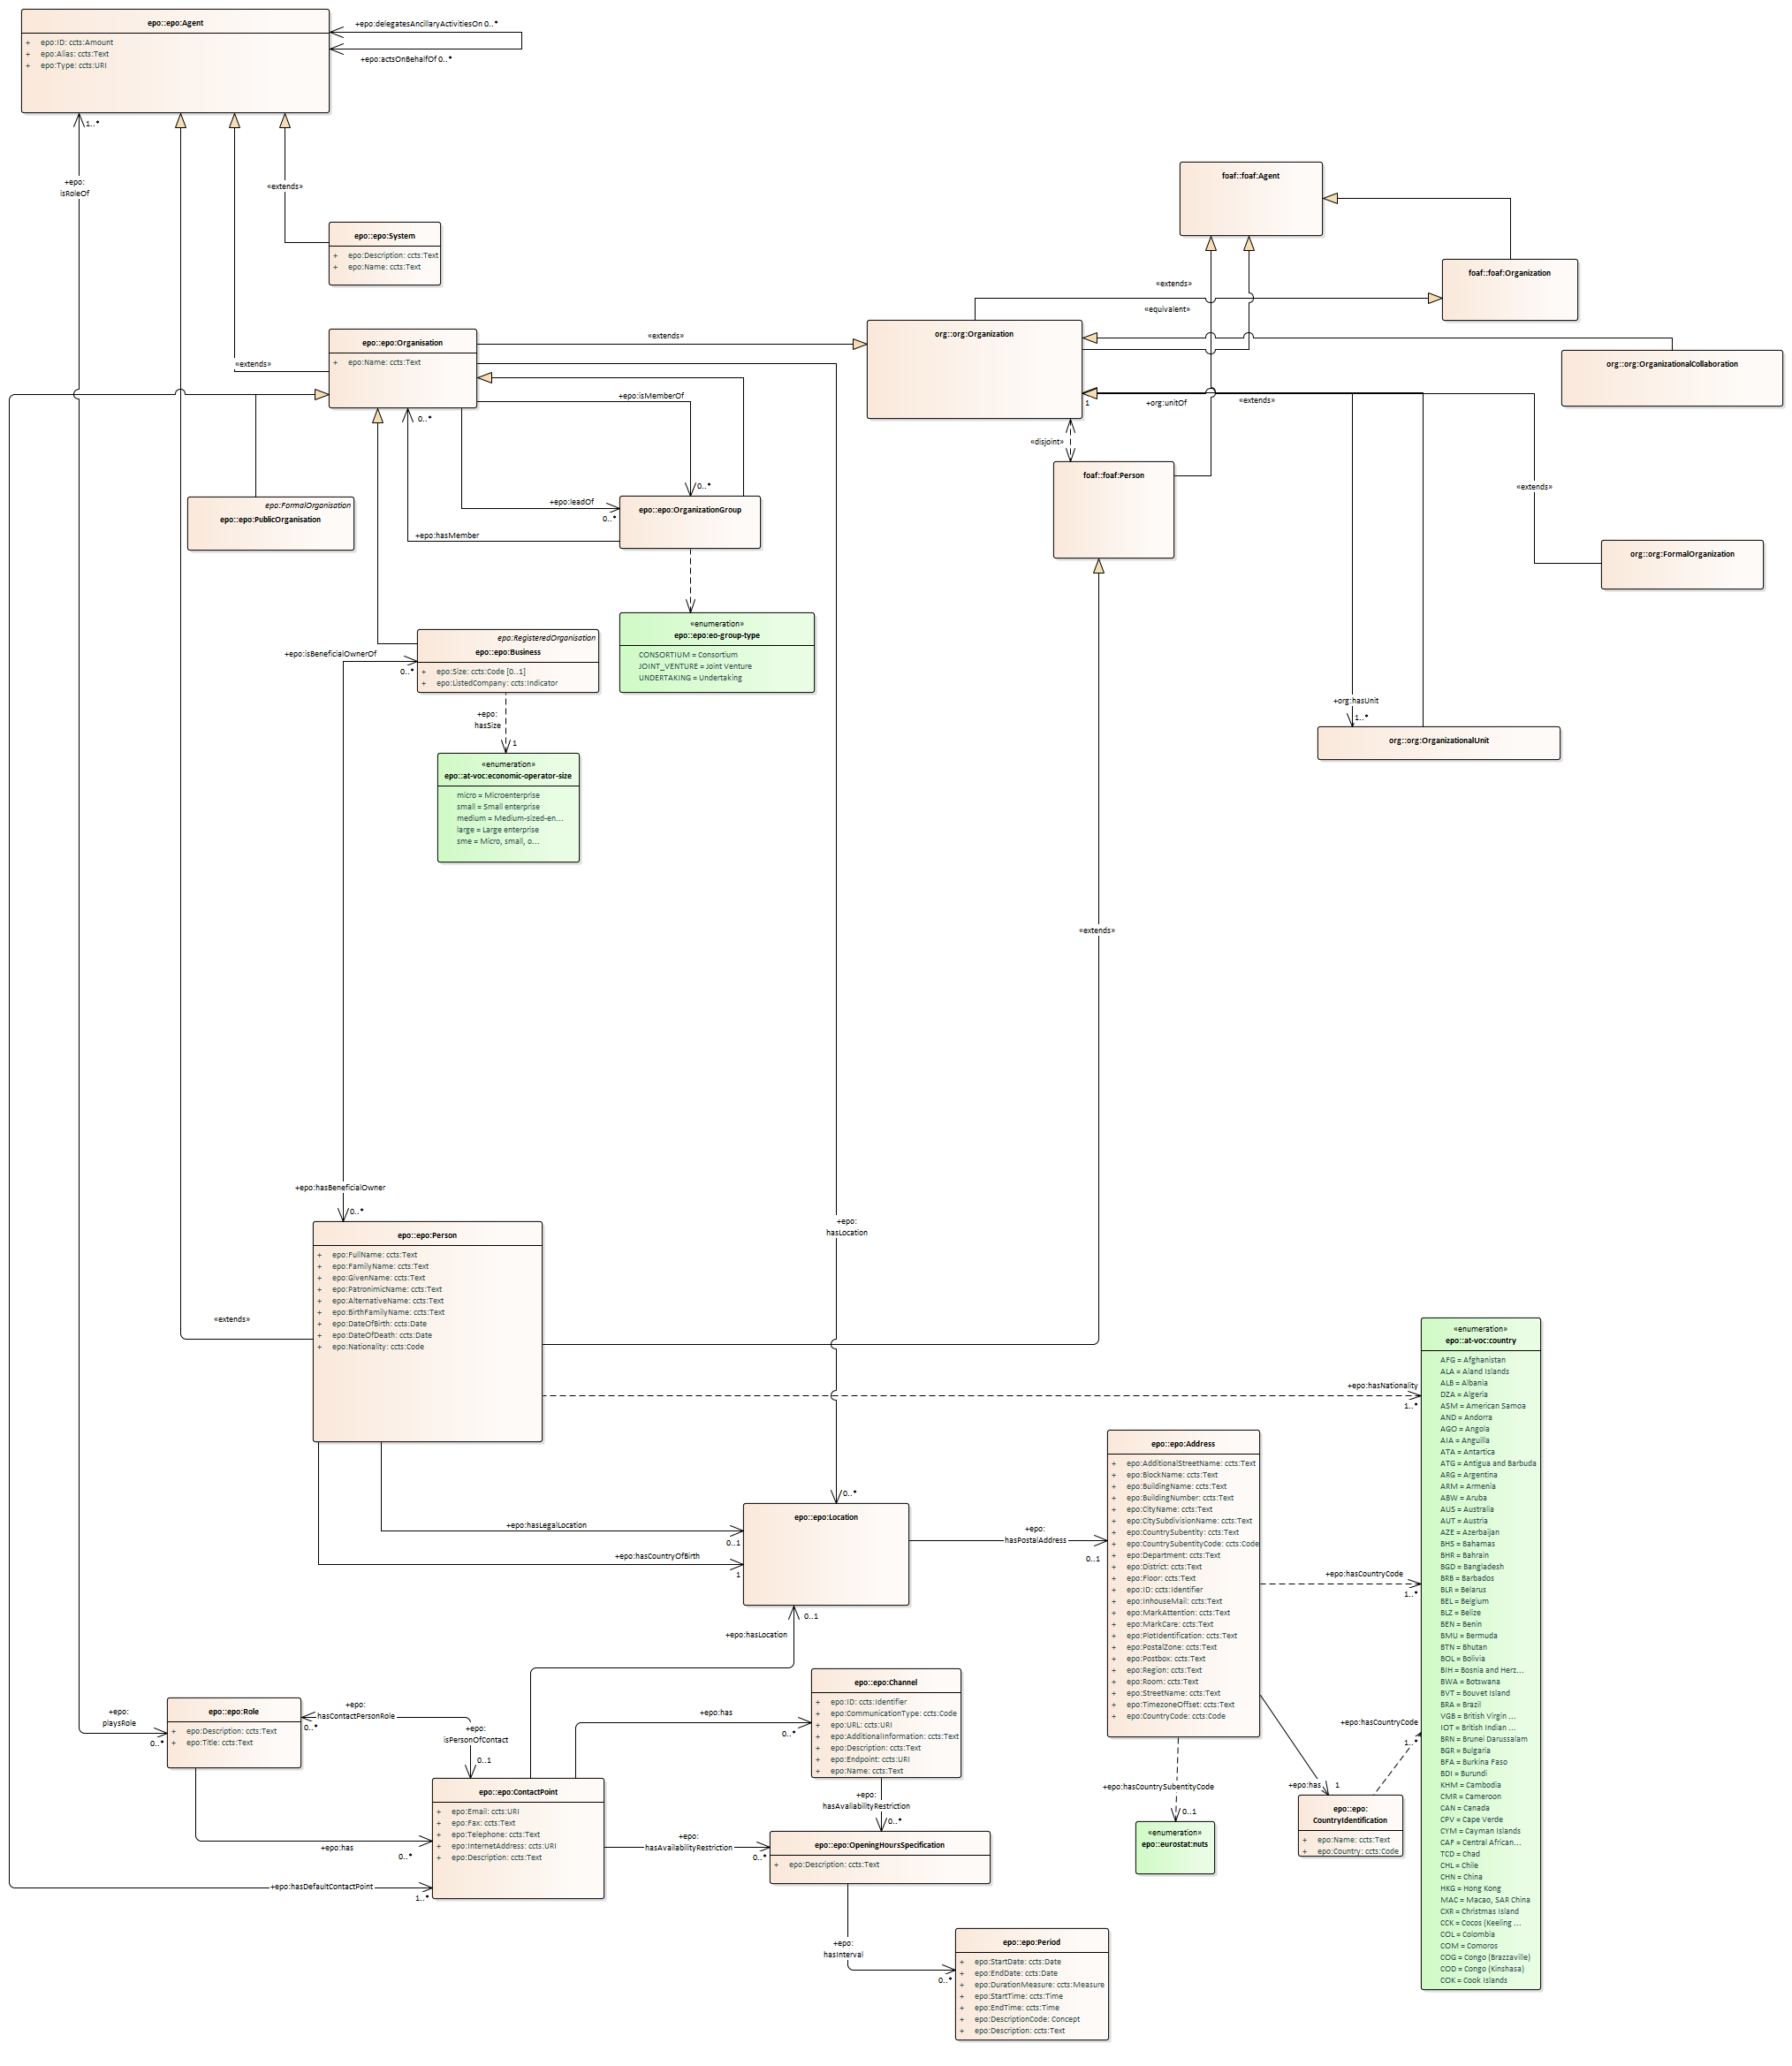 epo::epo:Agent
+ epo:ID: ccts:Amount
+ epo:Alias: ccts:Text
+ epo:Type: ccts:URI
+epo:delegatesAncillaryActivitiesOn 0..*
+epo:actsOnBehalfOf 0..*
1..*
+epo:
isRoleOf
«extends»
epo::epo:System
+ epo:Description: ccts:Text
+ epo:Name: ccts:Text
foaf::foaf:Agent
foaf::foaf:Organization
«extends»
«equivalent»
epo::epo:Organisation
+ epo:Name: ccts:Text
«extends»
«extends»
org::org:Organization
org::org:OrganizationalCollaboration
+epo:isMemberOf
0..*
1
+org:unitOf
«extends»
«disjoint»
foaf::foaf:Person
«extends»
epo:FormalOrganisation
epo::epo:PublicOrganisation
+epo:leadOf
0..*
0..*
+epo:hasMember
epo::epo:OrganizationGroup
org::org:FormalOrganization
«enumeration»
epo::epo:eo-group-type
CONSORTIUM = Consortium
JOINT_VENTURE = Joint Venture
UNDERTAKING = Undertaking
epo:RegisteredOrganisation
epo::epo:Business
+ epo:Size: ccts:Code [0..1]
+ epo:ListedCompany: ccts:Indicator
+epo:isBeneficialOwnerOf
0..*
+epo:
hasSize
1
+org:hasUnit
1..*
org::org:OrganizationalUnit
«enumeration»
epo::at-voc:economic-operator-size
micro = Microenterprise
small = Small enterprise
medium = Medium-sized-en...
large = Large enterprise
sme = Micro, small, o...
«extends»
+epo:hasBeneficialOwner
0..*
+epo:
hasLocation
epo::epo:Person
+ epo:FullName: ccts:Text
+ epo:FamilyName: ccts:Text
+ epo:GivenName: ccts:Text
+ epo:PatronimicName: ccts:Text
+ epo:AlternativeName: ccts:Text
+ epo:BirthFamilyName: ccts:Text
+ epo:DateOfBirth: ccts:Date
+ epo:DateOfDeath: ccts:Date
+ epo:Nationality: ccts:Code
«extends»
+epo:hasNationality
1..*
«enumeration»
epo::at-voc:country
AFG = Afghanistan
ALA = Aland Islands
ALB = Albania
DZA = Algeria
ASM = American Samoa
AND = Andorra
AGO = Angola
AIA = Anguilla
ATA = Antartica
ATG = Antigua and Barbuda
ARG = Argentina
ARM = Armenia
ABW = Aruba
AUS = Australia
AUT = Austria
AZE = Azerbaijan
BHS = Bahamas
BHR = Bahrain
BGD = Bangladesh
BRB = Barbados
BLR = Belarus
BEL = Belgium
BLZ = Belize
BEN = Benin
BMU = Bermuda
BTN = Bhutan
BOL = Bolivia
BIH = Bosnia and Herz...
BWA = Botswana
BVT = Bouvet Island
BRA = Brazil
VGB = British Virgin ...
IOT = British Indian ...
BRN = Brunei Darussalam
BGR = Bulgaria
BFA = Burkina Faso
BDI = Burundi
KHM = Cambodia
CMR = Cameroon
CAN = Canada
CPV = Cape Verde
CYM = Cayman Islands
CAF = Central African...
TCD = Chad
CHL = Chile
CHN = China
HKG = Hong Kong
MAC = Macao, SAR China
CXR = Christmas Island
CCK = Cocos (Keeling ...
COL = Colombia
COM = Comoros
COG = Congo (Brazzaville)
COD = Congo (Kinshasa)
COK = Cook Islands
epo::epo:Address
+ epo:AdditionalStreetName: ccts:Text
+ epo:BlockName: ccts:Text
+ epo:BuildingName: ccts:Text
+ epo:BuildingNumber: ccts:Text
+ epo:CityName: ccts:Text
+ epo:CitySubdivisionName: ccts:Text
+ epo:CountrySubentity: ccts:Text
+ epo:CountrySubentityCode: ccts:Code
+ epo:Department: ccts:Text
+ epo:District: ccts:Text
+ epo:Floor: ccts:Text
+ epo:ID: ccts:Identifier
+ epo:InhouseMail: ccts:Text
+ epo:MarkAttention: ccts:Text
+ epo:MarkCare: ccts:Text
+ epo:PlotIdentification: ccts:Text
+ epo:PostalZone: ccts:Text
+ epo:Postbox: ccts:Text
+ epo:Region: ccts:Text
+ epo:Room: ccts:Text
+ epo:StreetName: ccts:Text
+ epo:TimezoneOffset: ccts:Text
+ epo:CountryCode: ccts:Code
0..*
epo::epo:Location
+epo:hasLegalLocation
0..1
+epo:hasCountryOfBirth
1
+epo:
hasPostalAddress
0..1
+epo:hasCountryCode
1..*
0..1
+epo:hasLocation
epo::epo:Channel
+ epo:ID: ccts:Identifier
+ epo:CommunicationType: ccts:Code
+ epo:URL: ccts:URI
+ epo:AdditionalInformation: ccts:Text
+ epo:Description: ccts:Text
+ epo:Endpoint: ccts:URI
+ epo:Name: ccts:Text
epo::epo:Role
+ epo:Description: ccts:Text
+ epo:Title: ccts:Text
+epo:
playsRole
0..*
+epo:
hasContactPersonRole
0..*
+epo:
isPersonOfContact
0..1
+epo:has
0..*
+epo:hasCountryCode
1..*
epo::epo:ContactPoint
+ epo:Email: ccts:URI
+ epo:Fax: ccts:Text
+ epo:Telephone: ccts:Text
+ epo:InternetAddress: ccts:URI
+ epo:Description: ccts:Text
+epo:
hasAvaliabilityRestriction
0..*
+epo:hasCountrySubentityCode
0..1
+epo:has
1
epo::epo:
CountryIdentification
+ epo:Name: ccts:Text
+ epo:Country: ccts:Code
«enumeration»
epo::eurostat:nuts
+epo:has
0..*
+epo:
hasAvailabilityRestriction
0..*
epo::epo:OpeningHoursSpecification
+ epo:Description: ccts:Text
+epo:hasDefaultContactPoint
1..*
+epo:
hasInterval
0..*
epo::epo:Period
+ epo:StartDate: ccts:Date
+ epo:EndDate: ccts:Date
+ epo:DurationMeasure: ccts:Measure
+ epo:StartTime: ccts:Time
+ epo:EndTime: ccts:Time
+ epo:DescriptionCode: Concept
+ epo:Description: ccts:Text